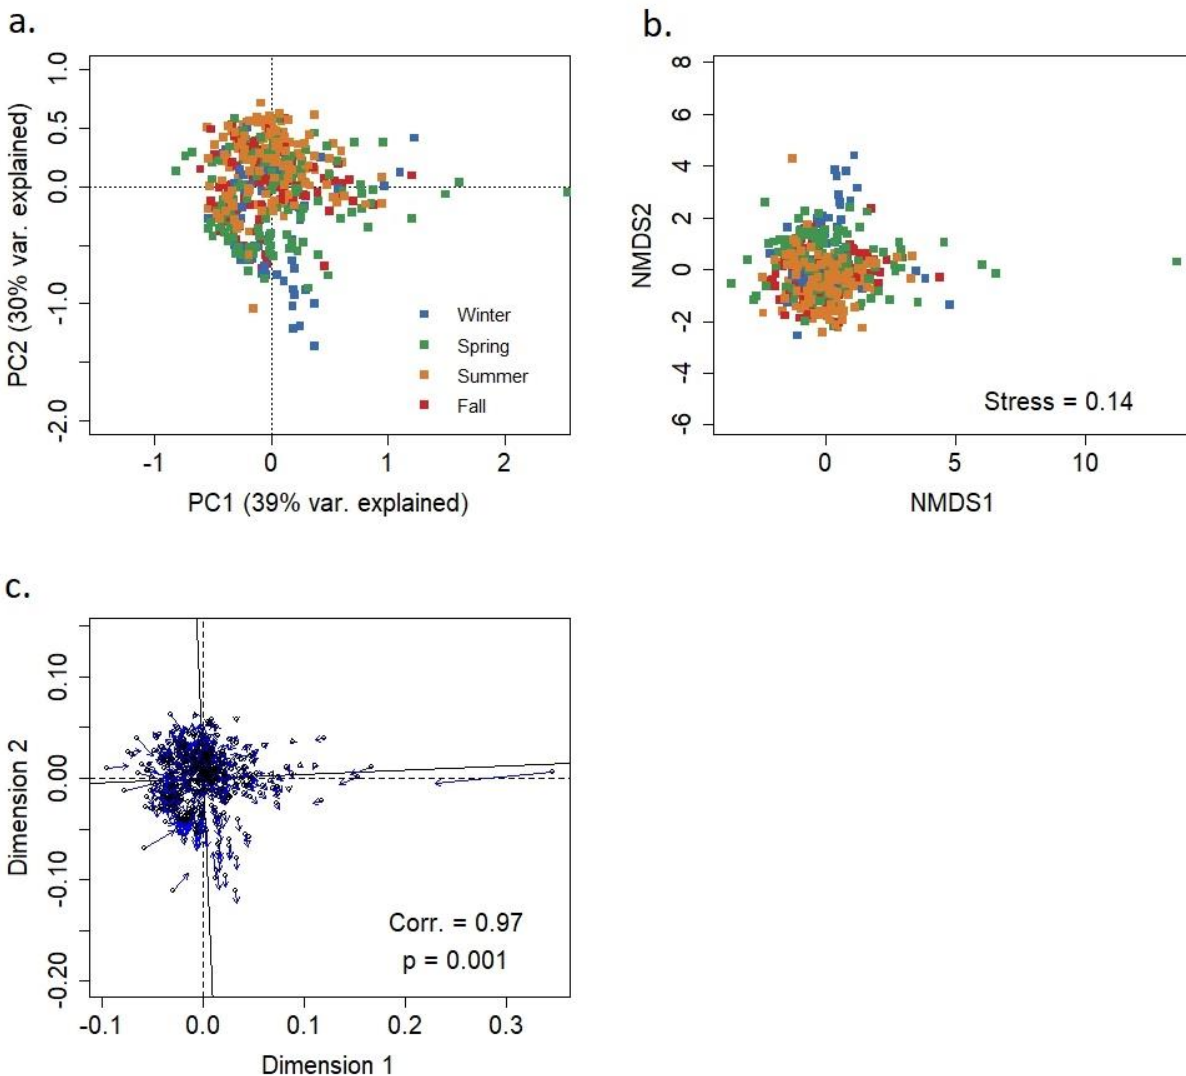 a.
PC2 (30% var. explained)
1.0
0.5
0.0
-1.0
-2.0
Winter
Spring
Summer
Fall
-1 0 1 2
PC1 (39% var. explained)
b.
NMDS2
8
6
4
2
0
-2
-4
-6
Stress = 0.14
0 5 10
NMDS1
c.
Dimension 2
0.10
0.00
-0.10
-0.20
Corr. = 0.97
p = 0.001
-0.1 0.0 0.1 0.2 0.3
Dimension 1